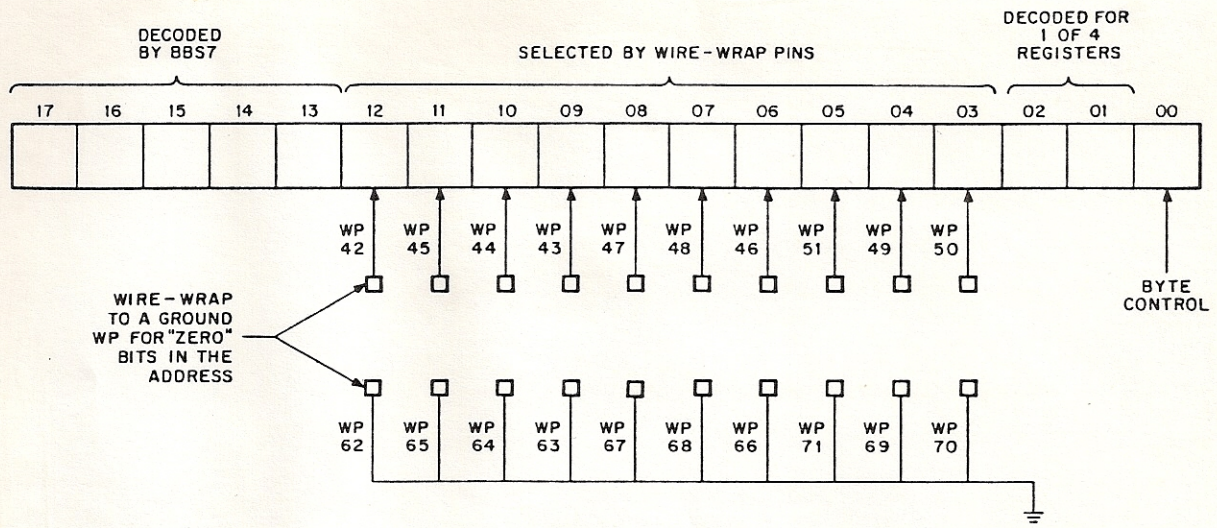 DECODED
BY BBS7
SELECTED BY WIRE-WRAP PINS
DECODED FOR
1 OF 4
REGISTERS
17 16 15 14 13 12 11 10 09 08 07 06 05 04 03 02 01 00
WP WP WP WP WP WP WP WP WP WP
42 45 44 43 47 48 46 51 49 50
WIRE-WRAP
TO A GROUND
WP FOR "ZERO"
BITS IN THE
ADDRESS
BYTE
CONTROL
WP WP WP WP WP WP WP WP WP WP
62 65 64 63 67 68 66 71 69 70